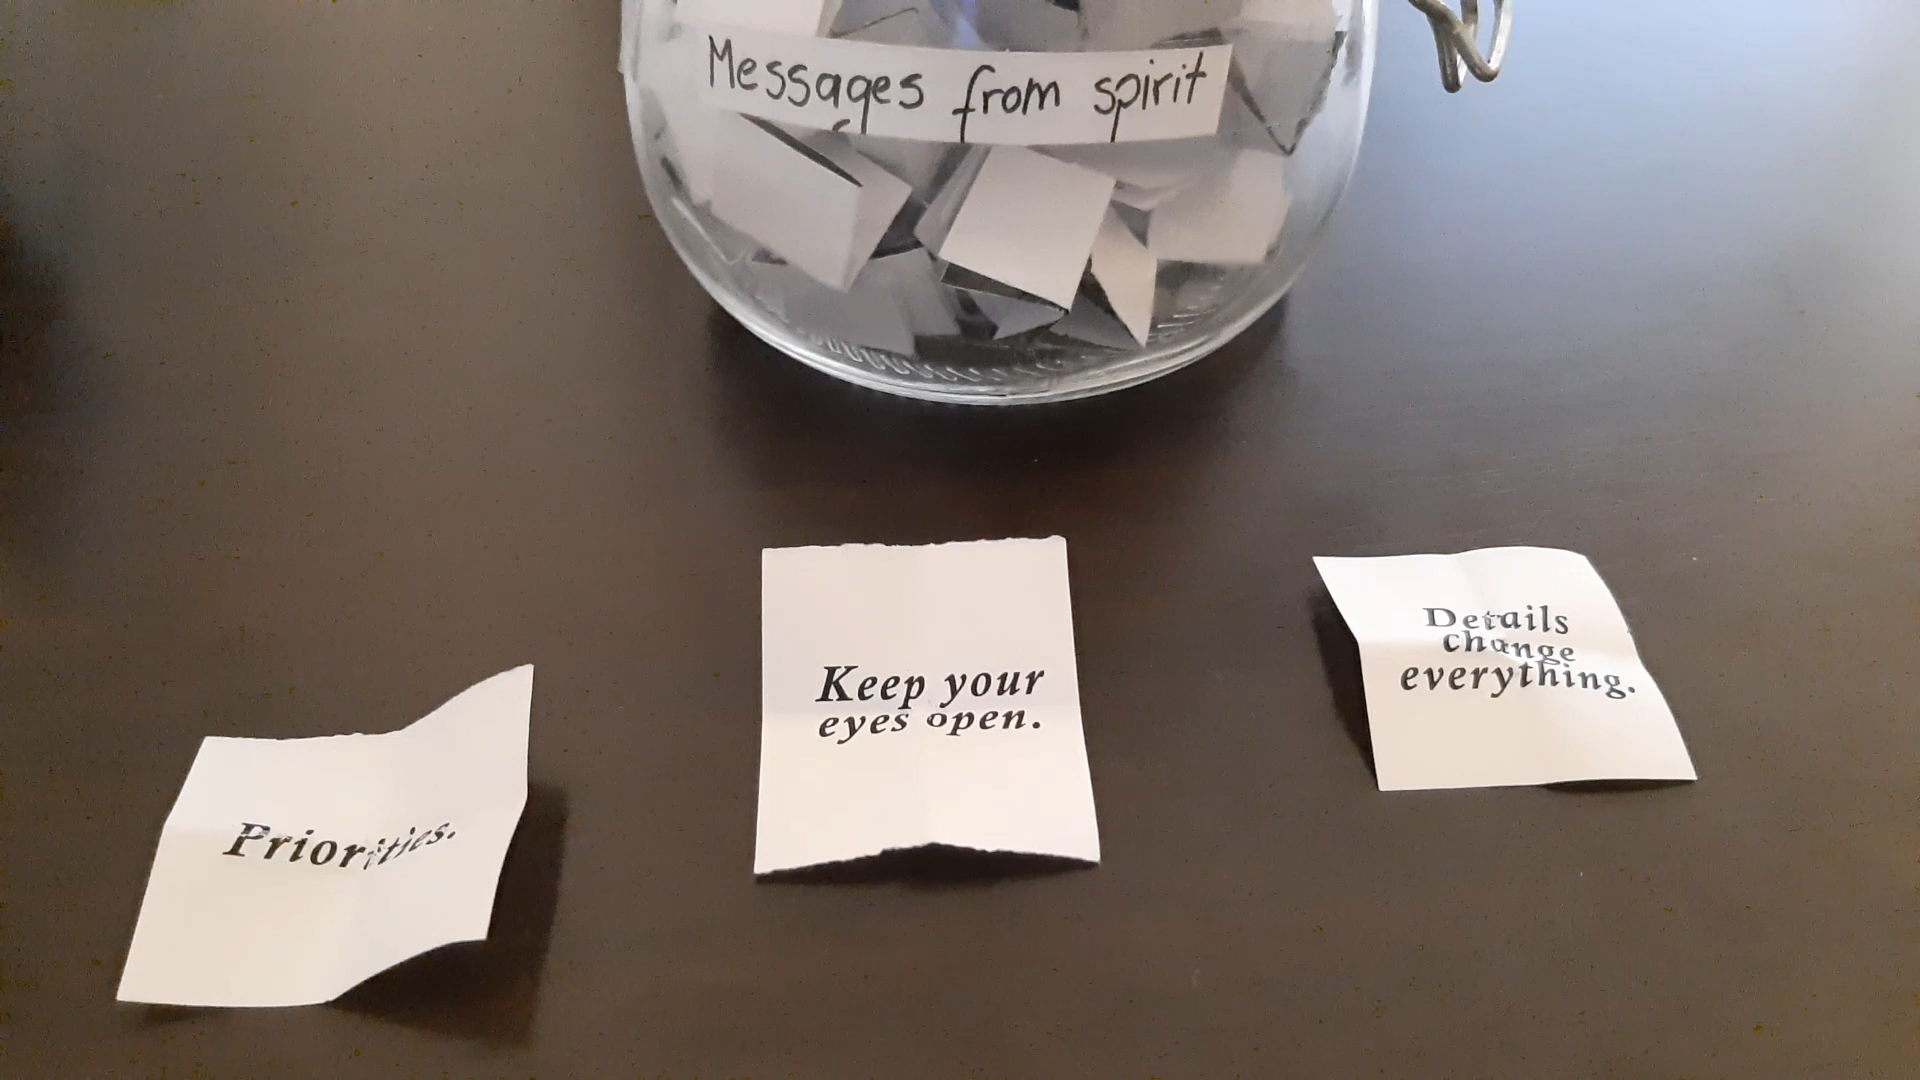 Messages from spirit
Priorities.
Keep your
eyes open.
Details
change
everything.